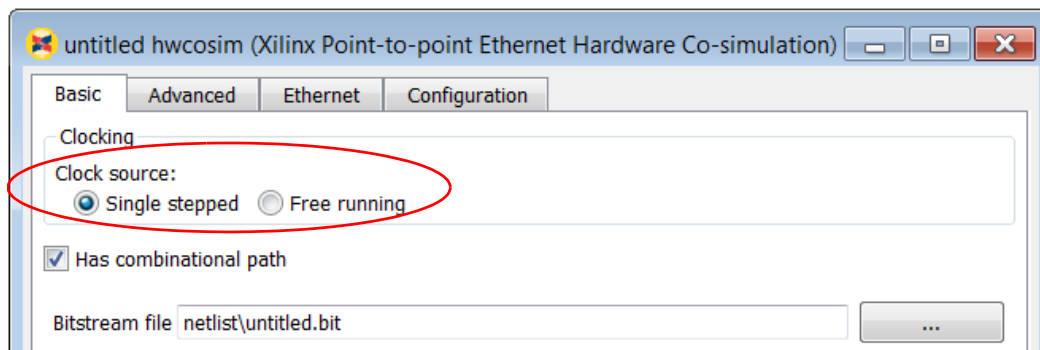 untitled hwcosim (Xilinx Point-to-point Ethernet Hardware Co-simulation)
Basic Advanced Ethernet Configuration
Clocking
Clock source:
Single stepped Free running
Has combinational path
Bitstream file netlist\untitled.bit ...